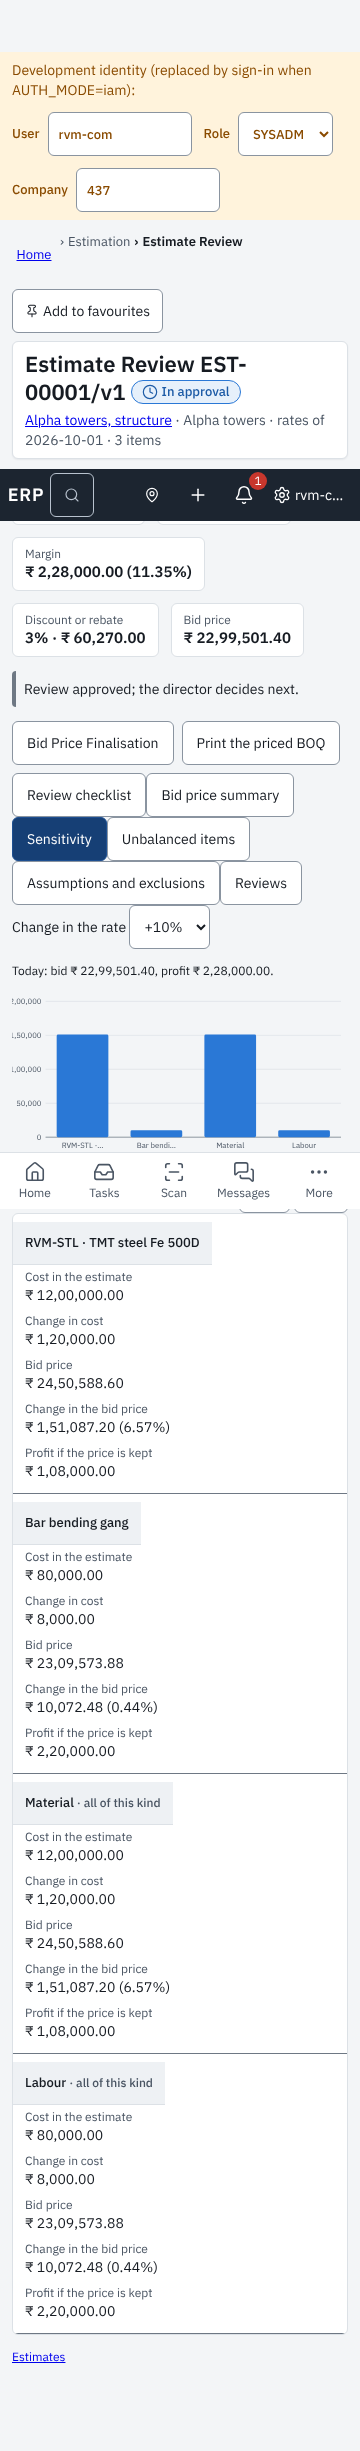 Development identity (replaced by sign-in when
AUTH_MODE=iam):
User rvm-com Role SYSADM
Company 437
Home › Estimation › Estimate Review
Add to favourites
Estimate Review EST-
00001/v1 In approval
Alpha towers, structure · Alpha towers · rates of
2026-10-01 · 3 items
ERP 1 rvm-c...
Margin
₹ 2,28,000.00 (11.35%)
Discount or rebate
3% · ₹ 60,270.00
Bid price
₹ 22,99,501.40
Review approved; the director decides next.
Bid Price Finalisation
Print the priced BOQ
Review checklist
Bid price summary
Sensitivity
Unbalanced items
Assumptions and exclusions
Reviews
Change in the rate +10%
Today: bid ₹ 22,99,501.40, profit ₹ 2,28,000.00.
50,000
0
RVM-STL -... Bar bendi... Material Labour
Home Tasks Scan Messages More
RVM-STL · TMT steel Fe 500D
Cost in the estimate
₹ 12,00,000.00
Change in cost
₹ 1,20,000.00
Bid price
₹ 24,50,588.60
Change in the bid price
₹ 1,51,087.20 (6.57%)
Profit if the price is kept
₹ 1,08,000.00
Bar bending gang
Cost in the estimate
₹ 80,000.00
Change in cost
₹ 8,000.00
Bid price
₹ 23,09,573.88
Change in the bid price
₹ 10,072.48 (0.44%)
Profit if the price is kept
₹ 2,20,000.00
Material · all of this kind
Cost in the estimate
₹ 12,00,000.00
Change in cost
₹ 1,20,000.00
Bid price
₹ 24,50,588.60
Change in the bid price
₹ 1,51,087.20 (6.57%)
Profit if the price is kept
₹ 1,08,000.00
Labour · all of this kind
Cost in the estimate
₹ 80,000.00
Change in cost
₹ 8,000.00
Bid price
₹ 23,09,573.88
Change in the bid price
₹ 10,072.48 (0.44%)
Profit if the price is kept
₹ 2,20,000.00
Estimates